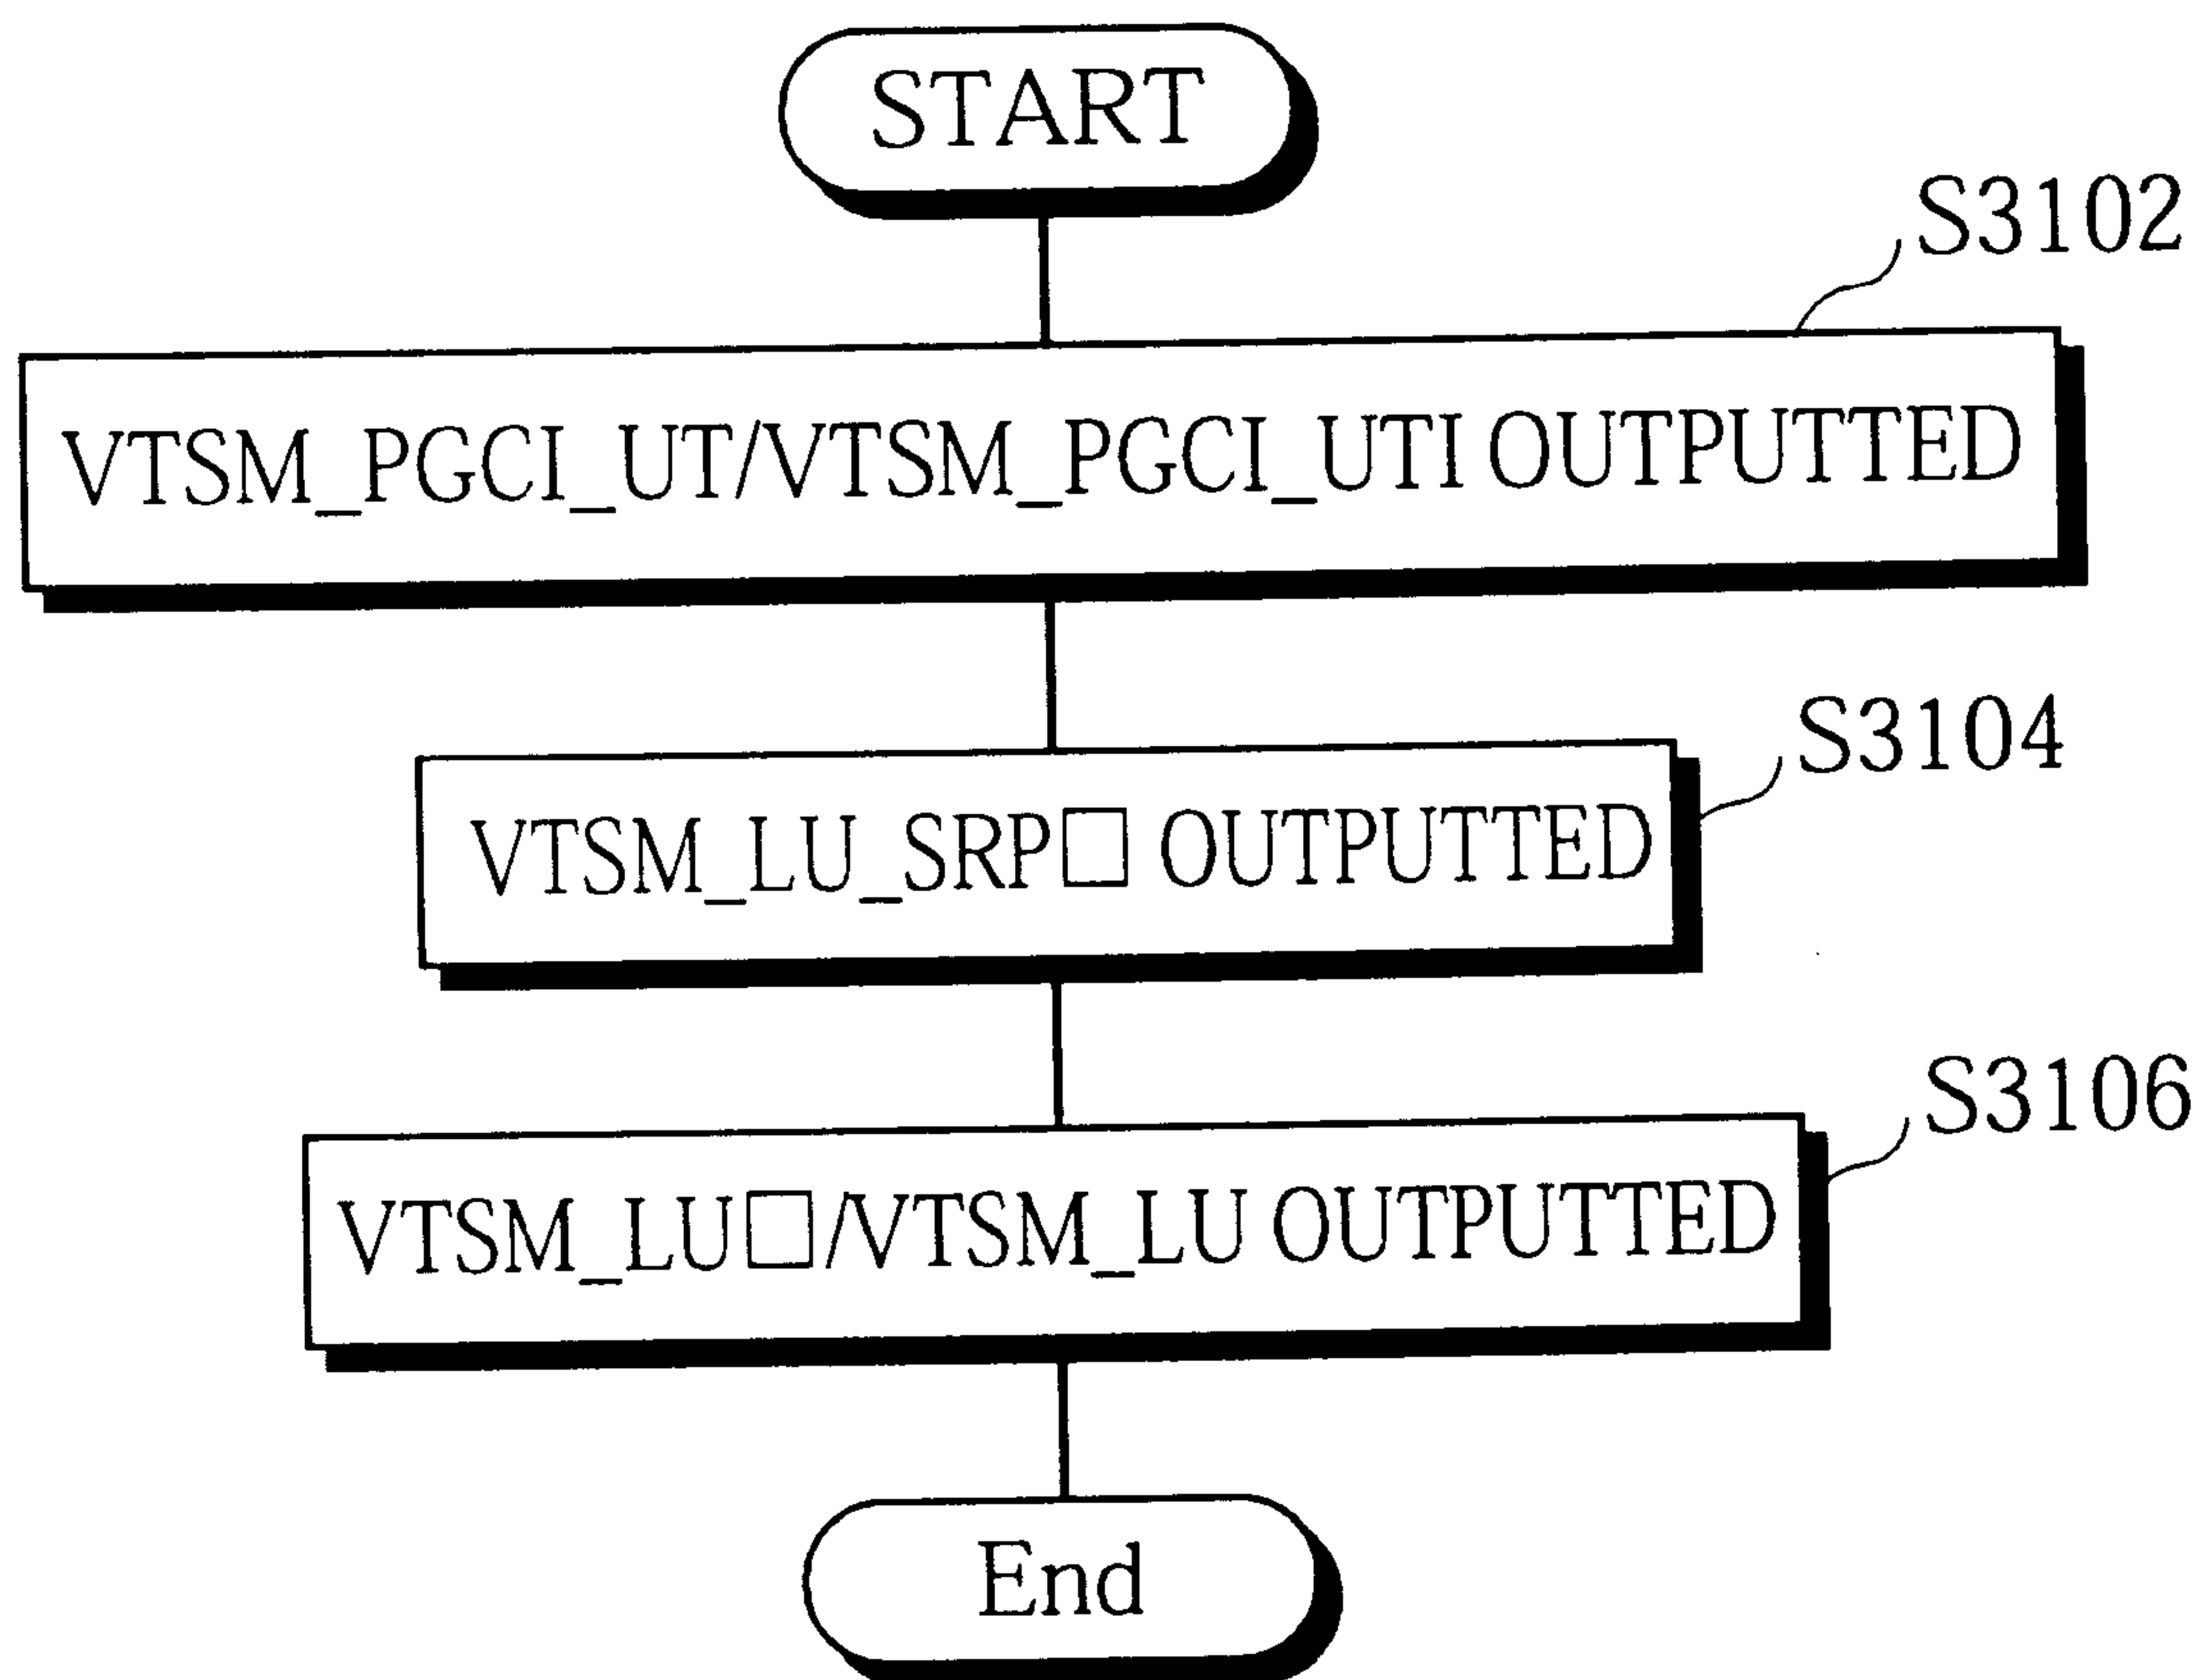 START
S3102
VTSM_PGCI_UT/VTSM_PGCI_UTI OUTPUTTED
S3104
VTSM_LU_SRP□ OUTPUTTED
S3106
VTSM_LU□/VTSM_LU OUTPUTTED
End